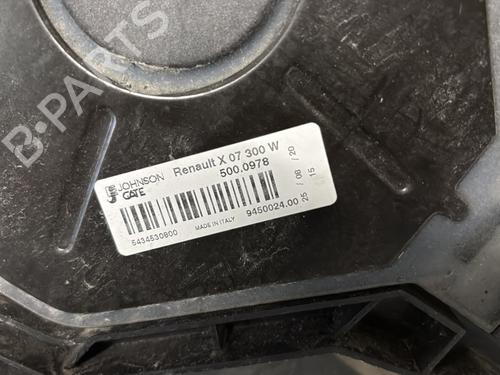 B-PARTS
JOHNSON
GATE
Renault X 07 300 W
500.0978
5434530800
MADE IN ITALY
9450024.00
25 / 08 / 20
15